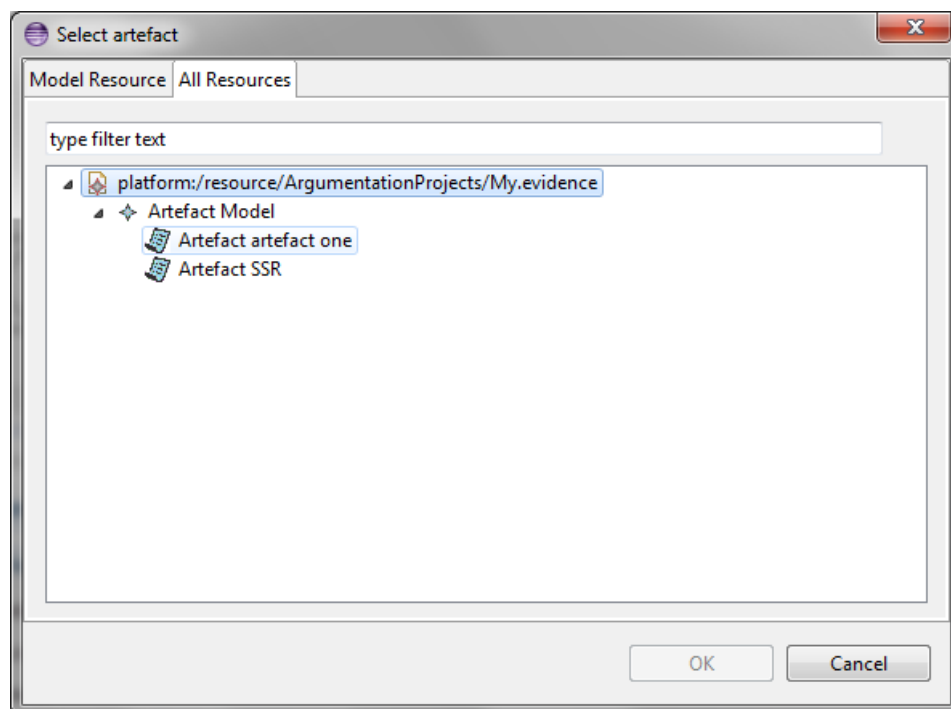 Select artefact
Model Resource All Resources
type filter text
platform:/resource/ArgumentationProjects/My.evidence
Artefact Model
Artefact artefact one
Artefact SSR
OK Cancel